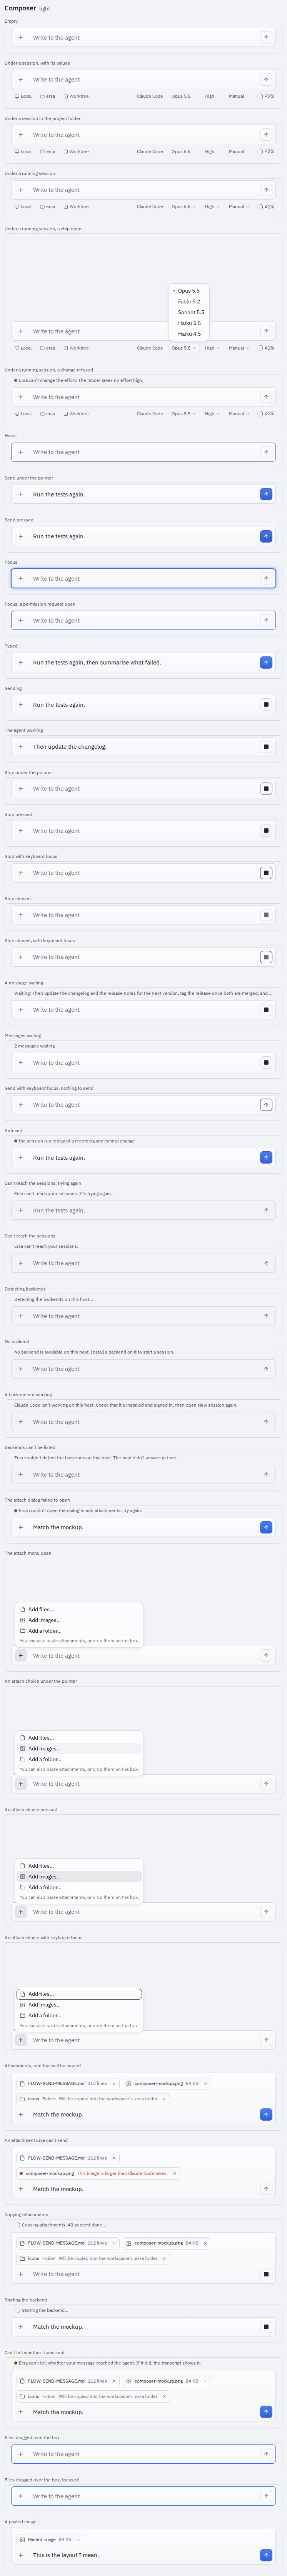 Composer light
Empty
Write to the agent
Under a session, with its values
Write to the agent
Local ersa Worktree Claude Code Opus 5.5 High Manual 42%
Under a session in the project folder
Write to the agent
Local ersa Worktree Claude Code Opus 5.5 High Manual 42%
Under a running session
Write to the agent
Local ersa Worktree Claude Code Opus 5.5 High Manual 42%
Under a running session, a chip open
Opus 5.5
Fable 5.2
Sonnet 5.5
Haiku 5.5
Haiku 4.5
Write to the agent
Local ersa Worktree Claude Code Opus 5.5 High Manual 42%
Under a running session, a change refused
Ersa can't change the effort. The model takes no effort high.
Write to the agent
Local ersa Worktree Claude Code Opus 5.5 High Manual 42%
Hover
Write to the agent
Send under the pointer
Run the tests again.
Send pressed
Run the tests again.
Focus
Write to the agent
Focus, a permission request open
Write to the agent
Typed
Run the tests again, then summarise what failed.
Sending
Run the tests again.
The agent working
Then update the changelog.
Stop under the pointer
Write to the agent
Stop pressed
Write to the agent
Stop with keyboard focus
Write to the agent
Stop chosen
Write to the agent
Stop chosen, with keyboard focus
Write to the agent
A message waiting
Waiting: Then update the changelog and the release notes for the next version, tag the release once both are merged, and ...
Write to the agent
Messages waiting
2 messages waiting
Write to the agent
Send with keyboard focus, nothing to send
Write to the agent
Refused
the session is a replay of a recording and cannot change
Run the tests again.
Can't reach the sessions, trying again
Ersa can't reach your sessions. It's trying again.
Run the tests again.
Can't reach the sessions
Ersa can't reach your sessions.
Write to the agent
Detecting backends
Detecting the backends on this host...
Write to the agent
No backend
No backend is available on this host. Install a backend on it to start a session.
Write to the agent
A backend not working
Claude Code isn't working on this host. Check that it's installed and signed in, then open New session again.
Write to the agent
Backends can't be listed
Ersa couldn't detect the backends on this host. The host didn't answer in time.
Write to the agent
The attach dialog failed to open
Ersa couldn't open the dialog to add attachments. Try again.
Match the mockup.
The attach menu open
Add files...
Add images...
Add a folder...
You can also paste attachments, or drop them on the box.
Write to the agent
An attach choice under the pointer
Add files...
Add images...
Add a folder...
You can also paste attachments, or drop them on the box.
Write to the agent
An attach choice pressed
Add files...
Add images...
Add a folder...
You can also paste attachments, or drop them on the box.
Write to the agent
An attach choice with keyboard focus
Add files...
Add images...
Add a folder...
You can also paste attachments, or drop them on the box.
Write to the agent
Attachments, one that will be copied
FLOW-SEND-MESSAGE.md 212 lines composer-mockup.png 84 KB
icons Folder Will be copied into the workspace's .ersa folder
Match the mockup.
An attachment Ersa can't send
FLOW-SEND-MESSAGE.md 212 lines
composer-mockup.png This image is larger than Claude Code takes.
Match the mockup.
Copying attachments
Copying attachments, 40 percent done...
FLOW-SEND-MESSAGE.md 212 lines composer-mockup.png 84 KB
icons Folder Will be copied into the workspace's .ersa folder
Write to the agent
Starting the backend
Starting the backend...
Match the mockup.
Can't tell whether it was sent
Ersa can't tell whether your message reached the agent. If it did, the transcript shows it.
FLOW-SEND-MESSAGE.md 212 lines composer-mockup.png 84 KB
icons Folder Will be copied into the workspace's .ersa folder
Match the mockup.
Files dragged over the box
Write to the agent
Files dragged over the box, focused
Write to the agent
A pasted image
Pasted image 84 KB
This is the layout I mean.